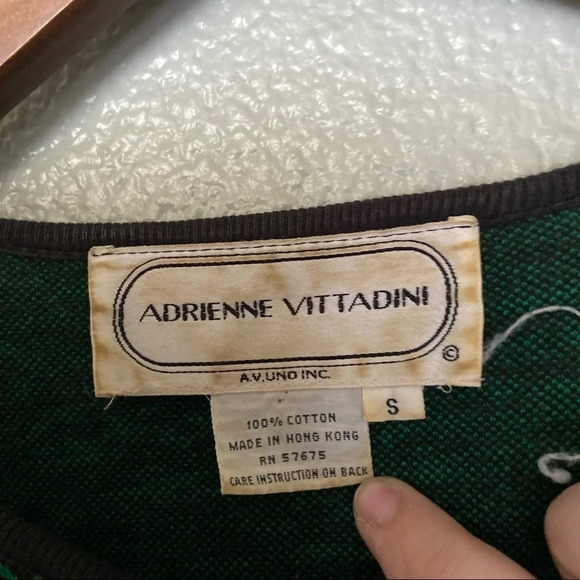 ADRIENNE VITTADINI
©
A.V.UNO INC.
S
100% COTTON
MADE IN HONG KONG
RN 57675
CARE INSTRUCTION ON BACK